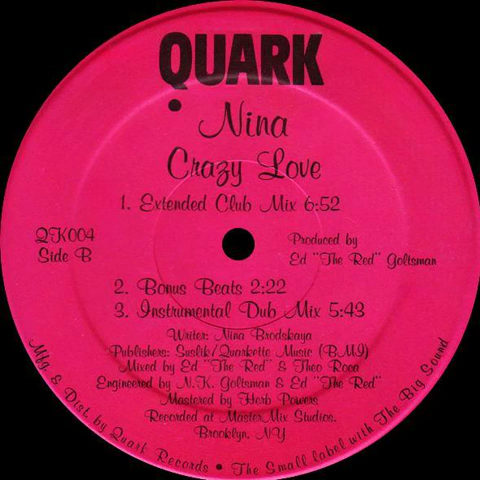 QUARK
Nina
Crazy Love
1. Extended Club Mix 6:52
QK004
Side B
Produced by
Ed "The Red" Goltsman
2. Bonus Beats 2:22
3. Instrumental Dub Mix 5:43
Writer: Nina Brodskaya
Publishers: Suslik/Quarkette Music (BMI)
Mixed by Ed "The Red" & Theo Roca
Engineered by N.K. Goltsman & Ed "The Red"
Mastered by Herb Powers
Recorded at MasterMix Studios.
Brooklyn, NY
Mfg. & Dist. by Quark Records • The Small label with The Big Sound